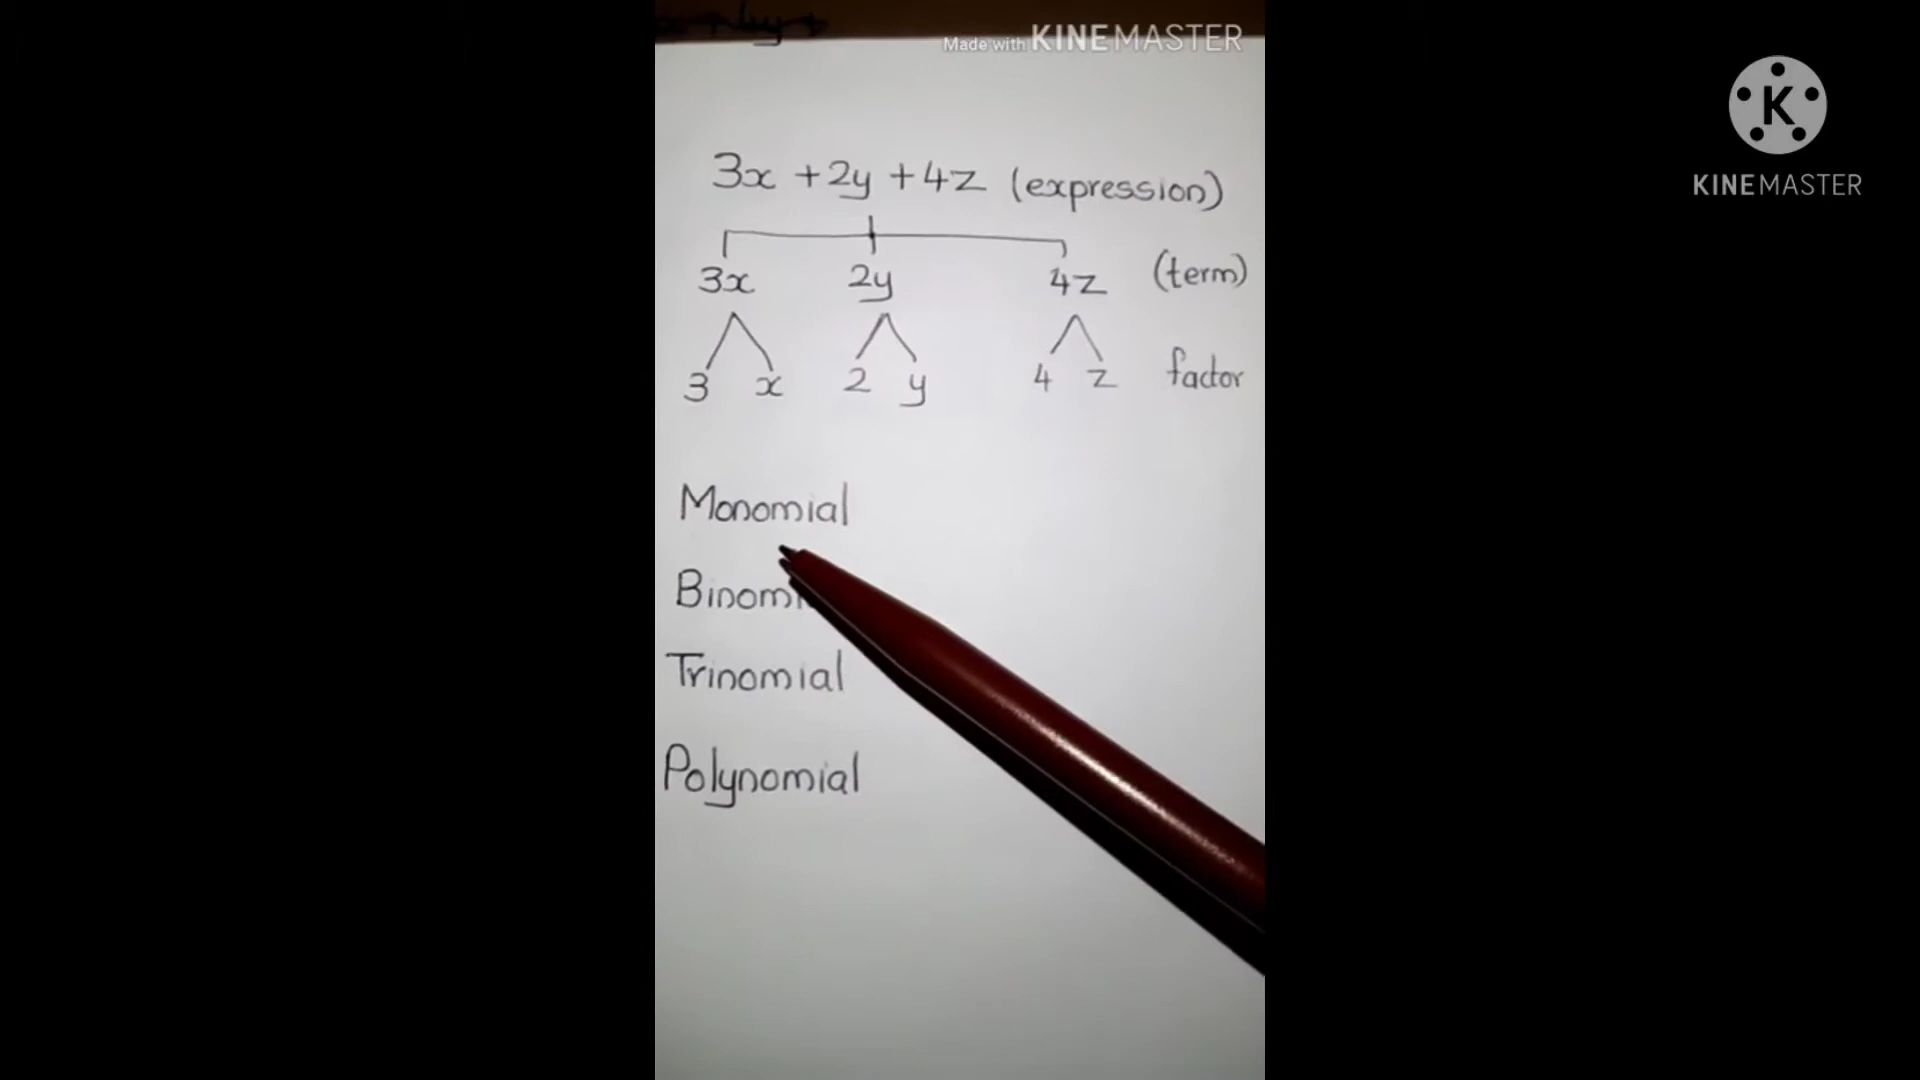 Made with KINEMASTER
K
KINEMASTER
3x + 2y + 4z (expression)
3x 2y 4z (term)
3 x 2 y 4 z factor
Monomial
Binomi
Trinomial
Polynomial